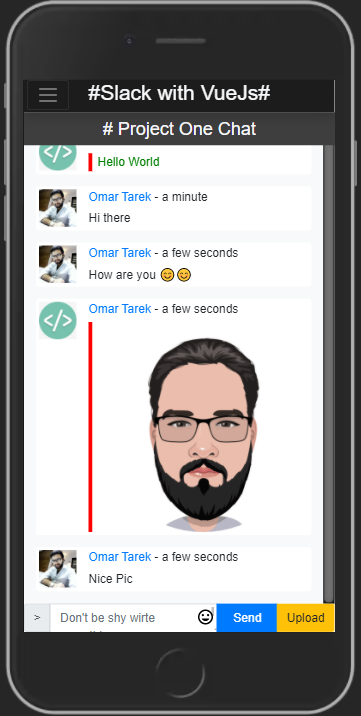 #Slack with VueJs#
# Project One Chat
</>
Hello World
Omar Tarek - a minute
Hi there
Omar Tarek - a few seconds
How are you 😊😊
</>
Omar Tarek - a few seconds
Omar Tarek - a few seconds
Nice Pic
> Don't be shy wirte Send Upload